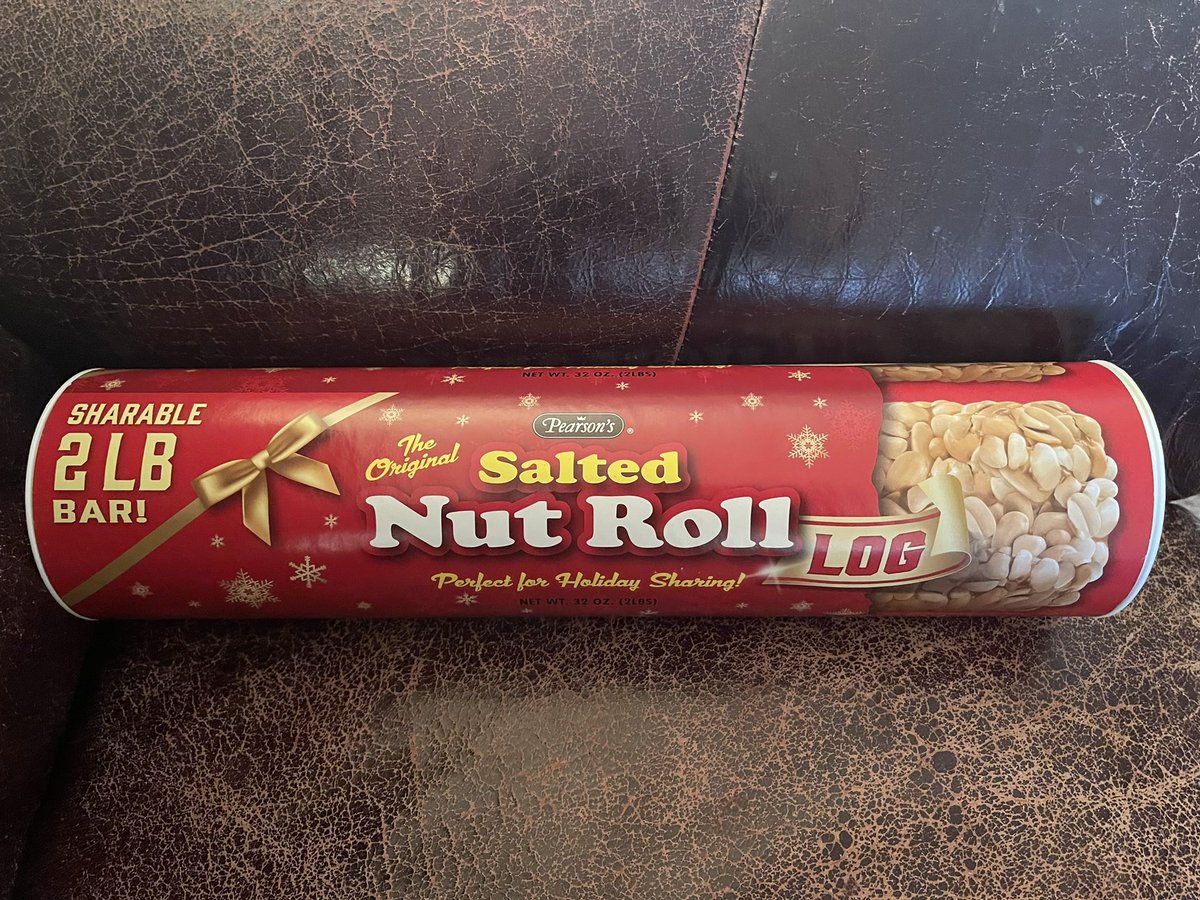 NET WT. 32 OZ. (2LBS)
SHARABLE
2 LB
BAR!
Pearson's®
The
Original
Salted
Nut Roll
LOG
Perfect for Holiday Sharing!
NET WT. 32 OZ. (2LBS)